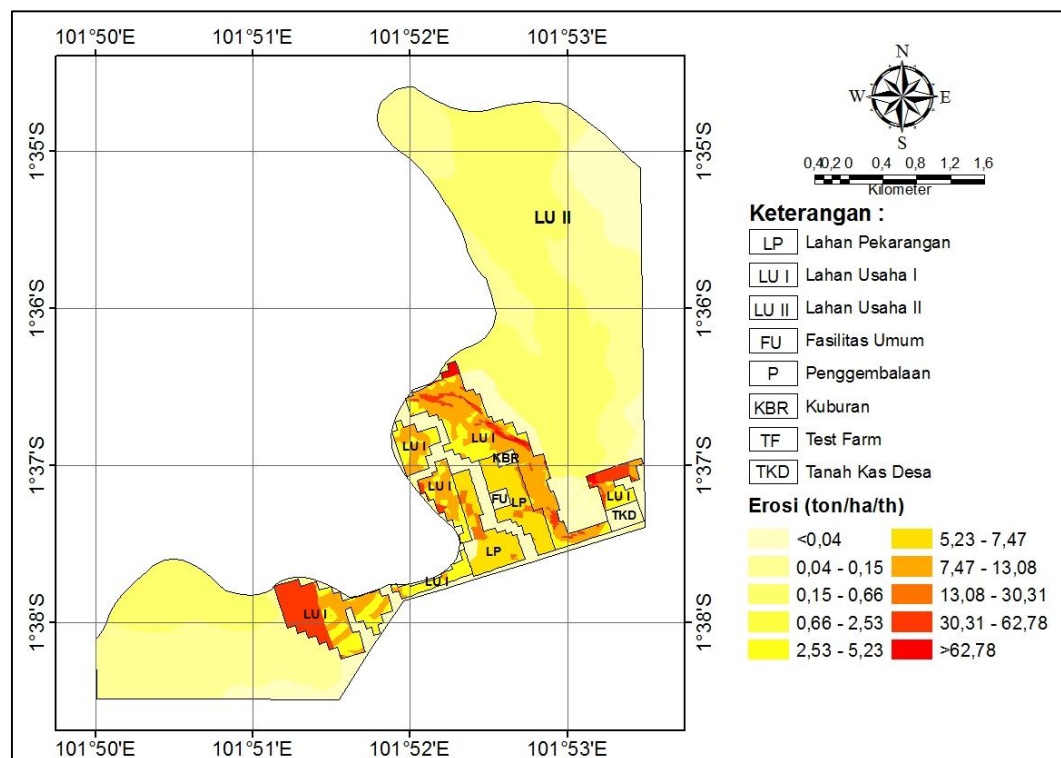 101°50'E 101°51'E 101°52'E 101°53'E
1°35'S
1°36'S
1°37'S
1°38'S
LU II
LU I
LU I
KBR
LU I
FU
LP
LU I
TKD
LP
LU I
LU I
1°35'S
1°36'S
1°37'S
1°38'S
101°50'E 101°51'E 101°52'E 101°53'E
N
W E
S
0,4 0,2 0 0,4 0,8 1,2 1,6
Kilometer
Keterangan :
LP Lahan Pekarangan
LU I Lahan Usaha I
LU II Lahan Usaha II
FU Fasilitas Umum
P Penggembalaan
KBR Kuburan
TF Test Farm
TKD Tanah Kas Desa
Erosi (ton/ha/th)
<0,04
0,04 - 0,15
0,15 - 0,66
0,66 - 2,53
2,53 - 5,23
5,23 - 7,47
7,47 - 13,08
13,08 - 30,31
30,31 - 62,78
>62,78